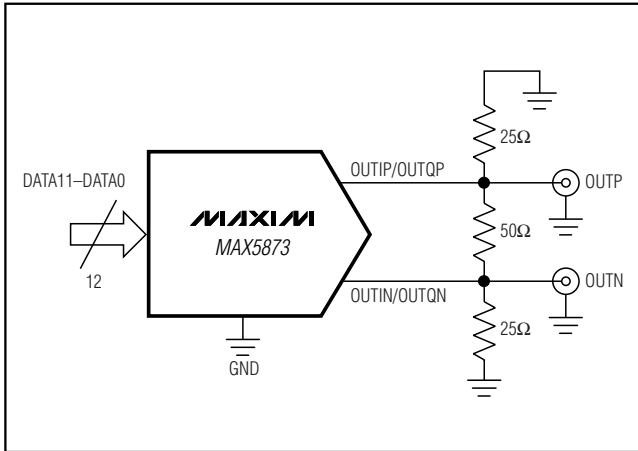 25Ω
OUTIP/OUTQP
OUTP
DATA11–DATA0
MAXIM
MAX5873
50Ω
12
OUTIN/OUTQN
OUTN
25Ω
GND